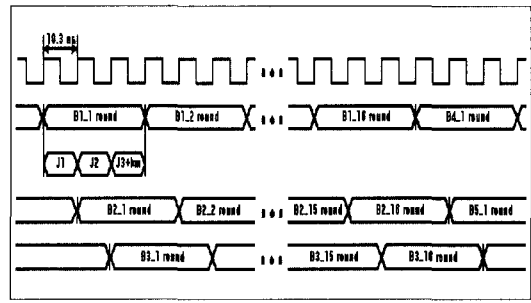 10.3 ns
B1_1 round B1_2 round B1_16 round B4_1 round
J1 J2 J3+km
B2_1 round B2_2 round B2_15 round B2_16 round B5_1 round
B3_1 round B3_15 round B3_16 round